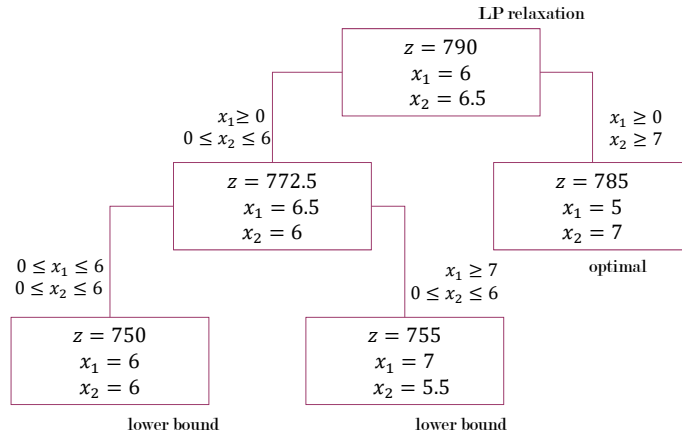 LP relaxation
z = 790
x₁ = 6
x₂ = 6.5
x₁ ≥ 0
0 ≤ x₂ ≤ 6
x₁ ≥ 0
x₂ ≥ 7
z = 772.5
x₁ = 6.5
x₂ = 6
z = 785
x₁ = 5
x₂ = 7
optimal
0 ≤ x₁ ≤ 6
0 ≤ x₂ ≤ 6
x₁ ≥ 7
0 ≤ x₂ ≤ 6
z = 750
x₁ = 6
x₂ = 6
z = 755
x₁ = 7
x₂ = 5.5
lower bound
lower bound